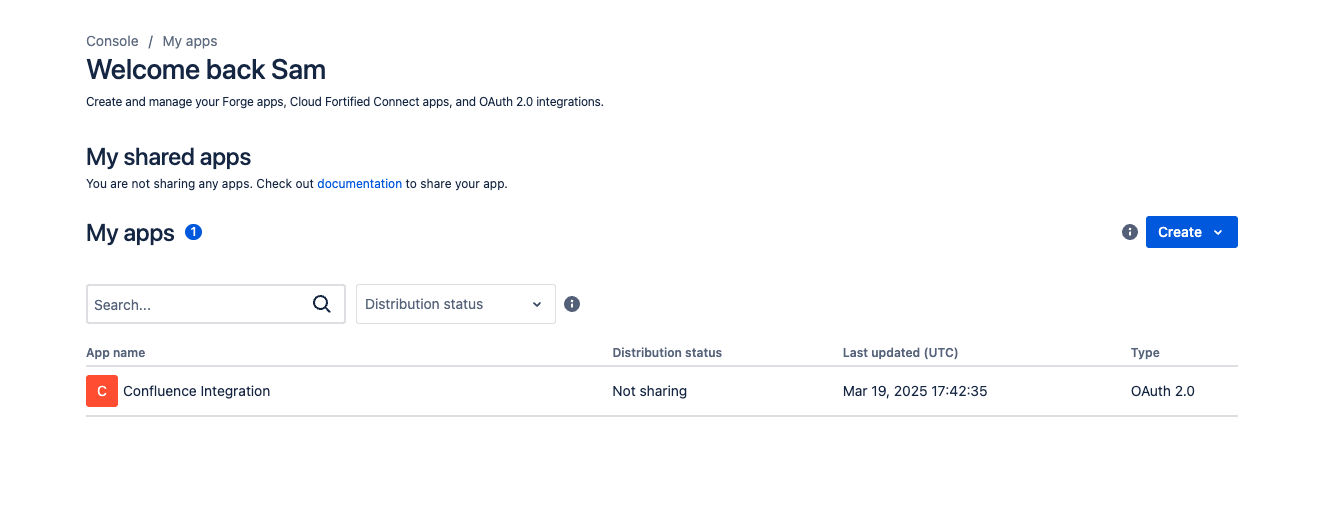 Console / My apps
Welcome back Sam
Create and manage your Forge apps, Cloud Fortified Connect apps, and OAuth 2.0 integrations.
My shared apps
You are not sharing any apps. Check out documentation to share your app.
My apps 1
Create
Search...
Distribution status
App name Distribution status Last updated (UTC) Type
C Confluence Integration Not sharing Mar 19, 2025 17:42:35 OAuth 2.0